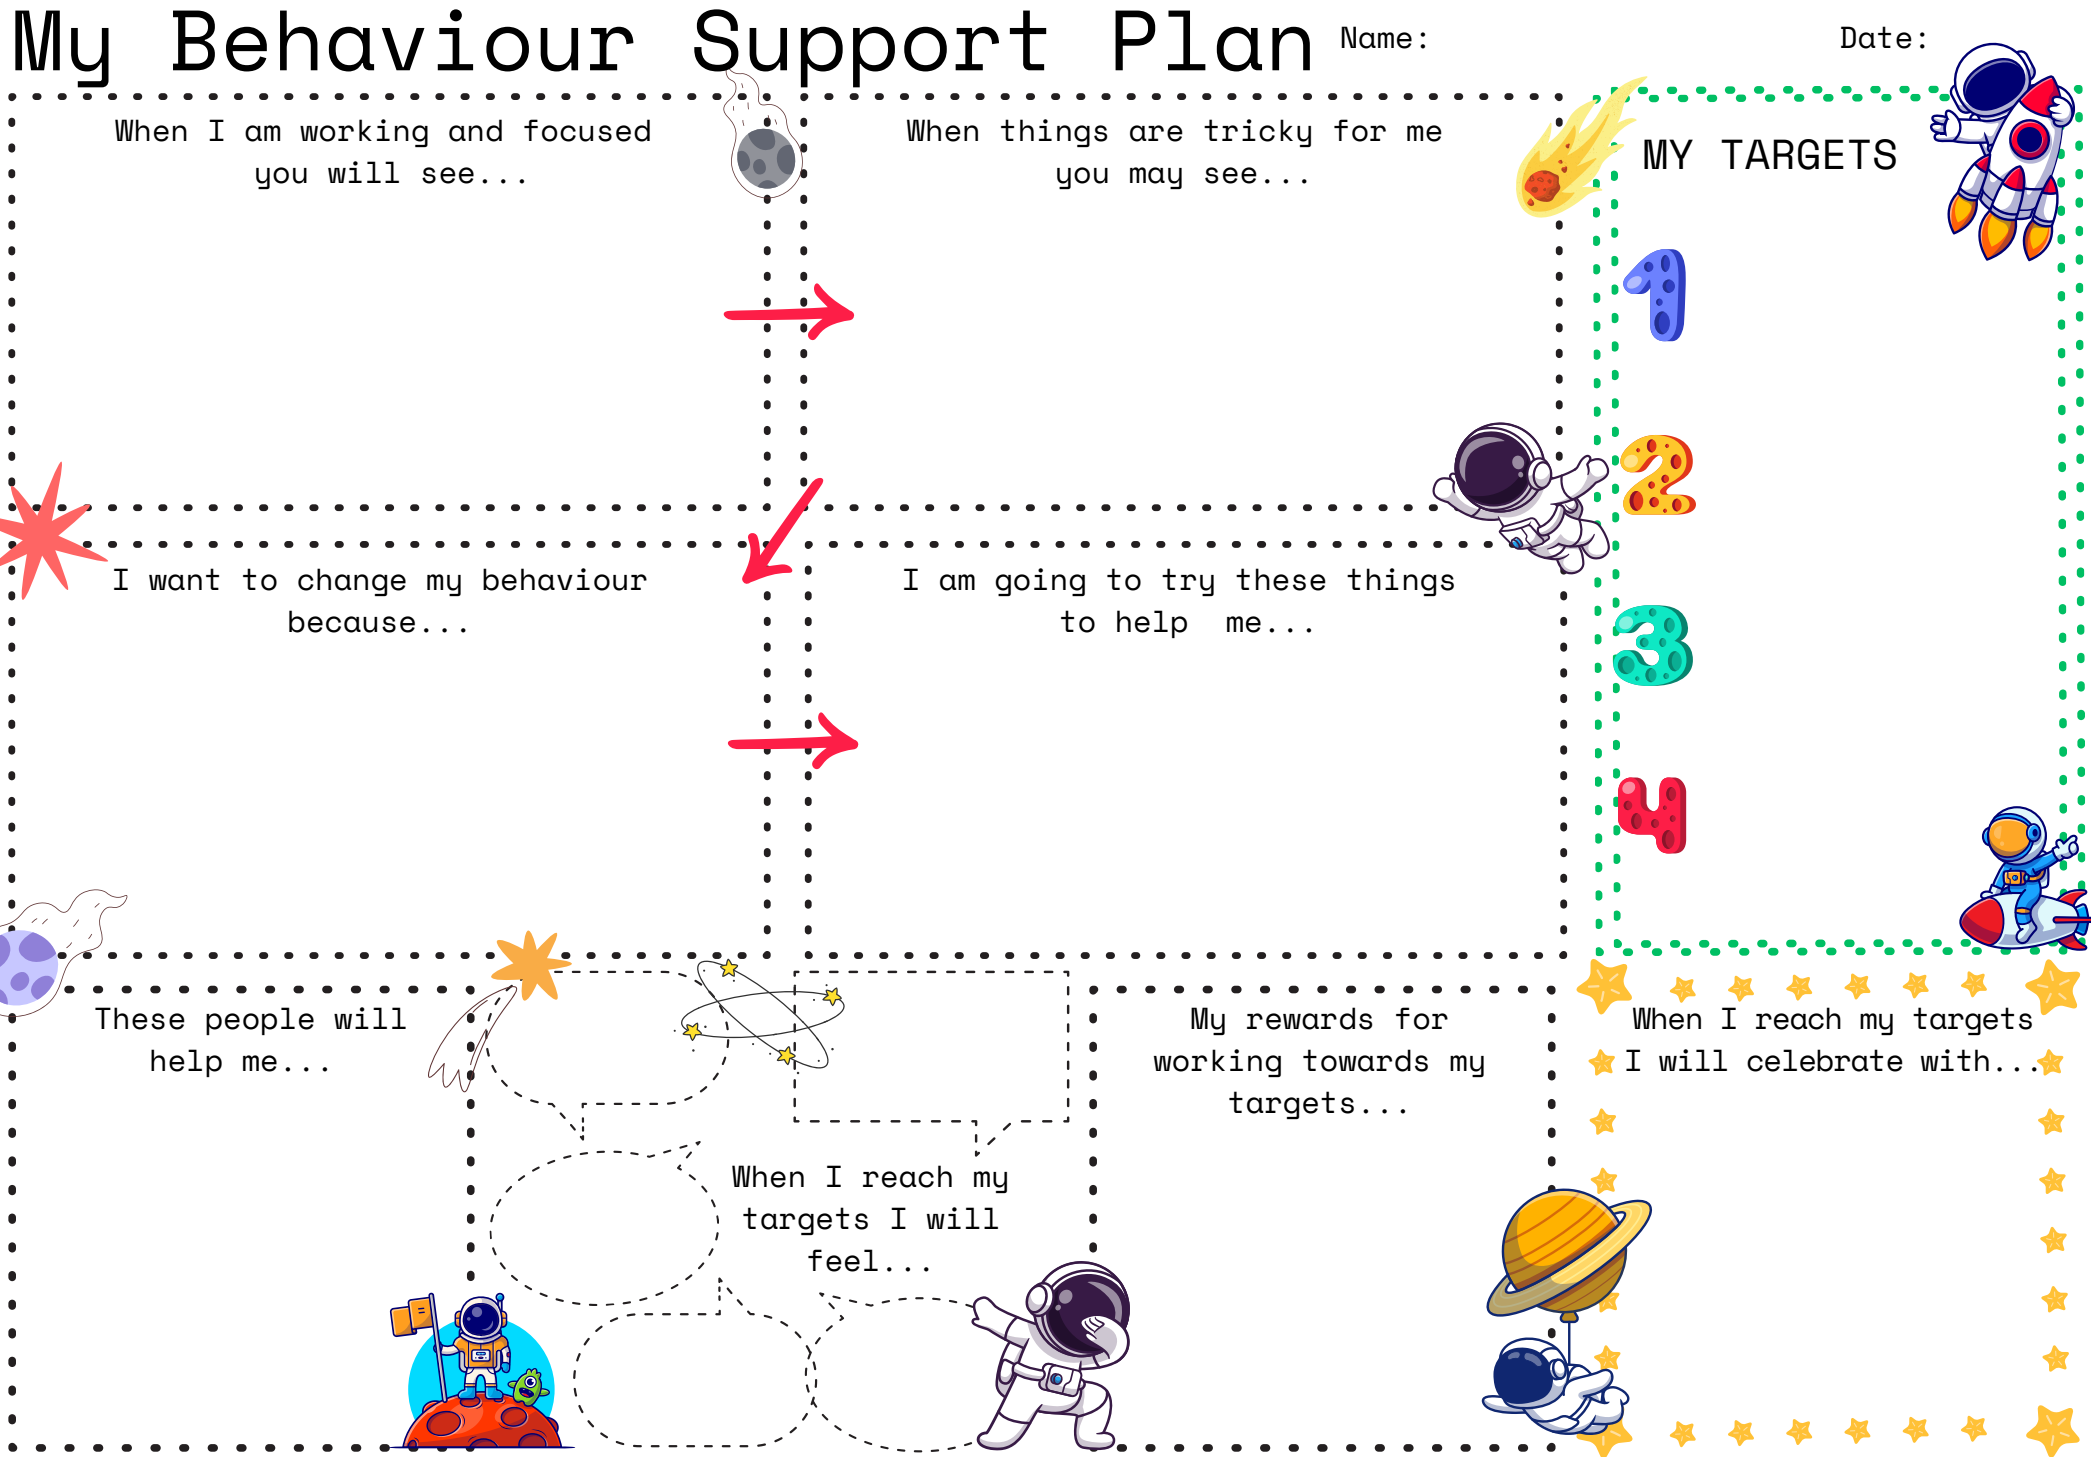 My Behaviour Support Plan
Name:
Date:
When I am working and focused
you will see...
When things are tricky for me
you may see...
MY TARGETS
1
2
3
4
I want to change my behaviour
because...
I am going to try these things
to help  me...
These people will
help me...
When I reach my
targets I will
feel...
My rewards for
working towards my
targets...
When I reach my targets
I will celebrate with...